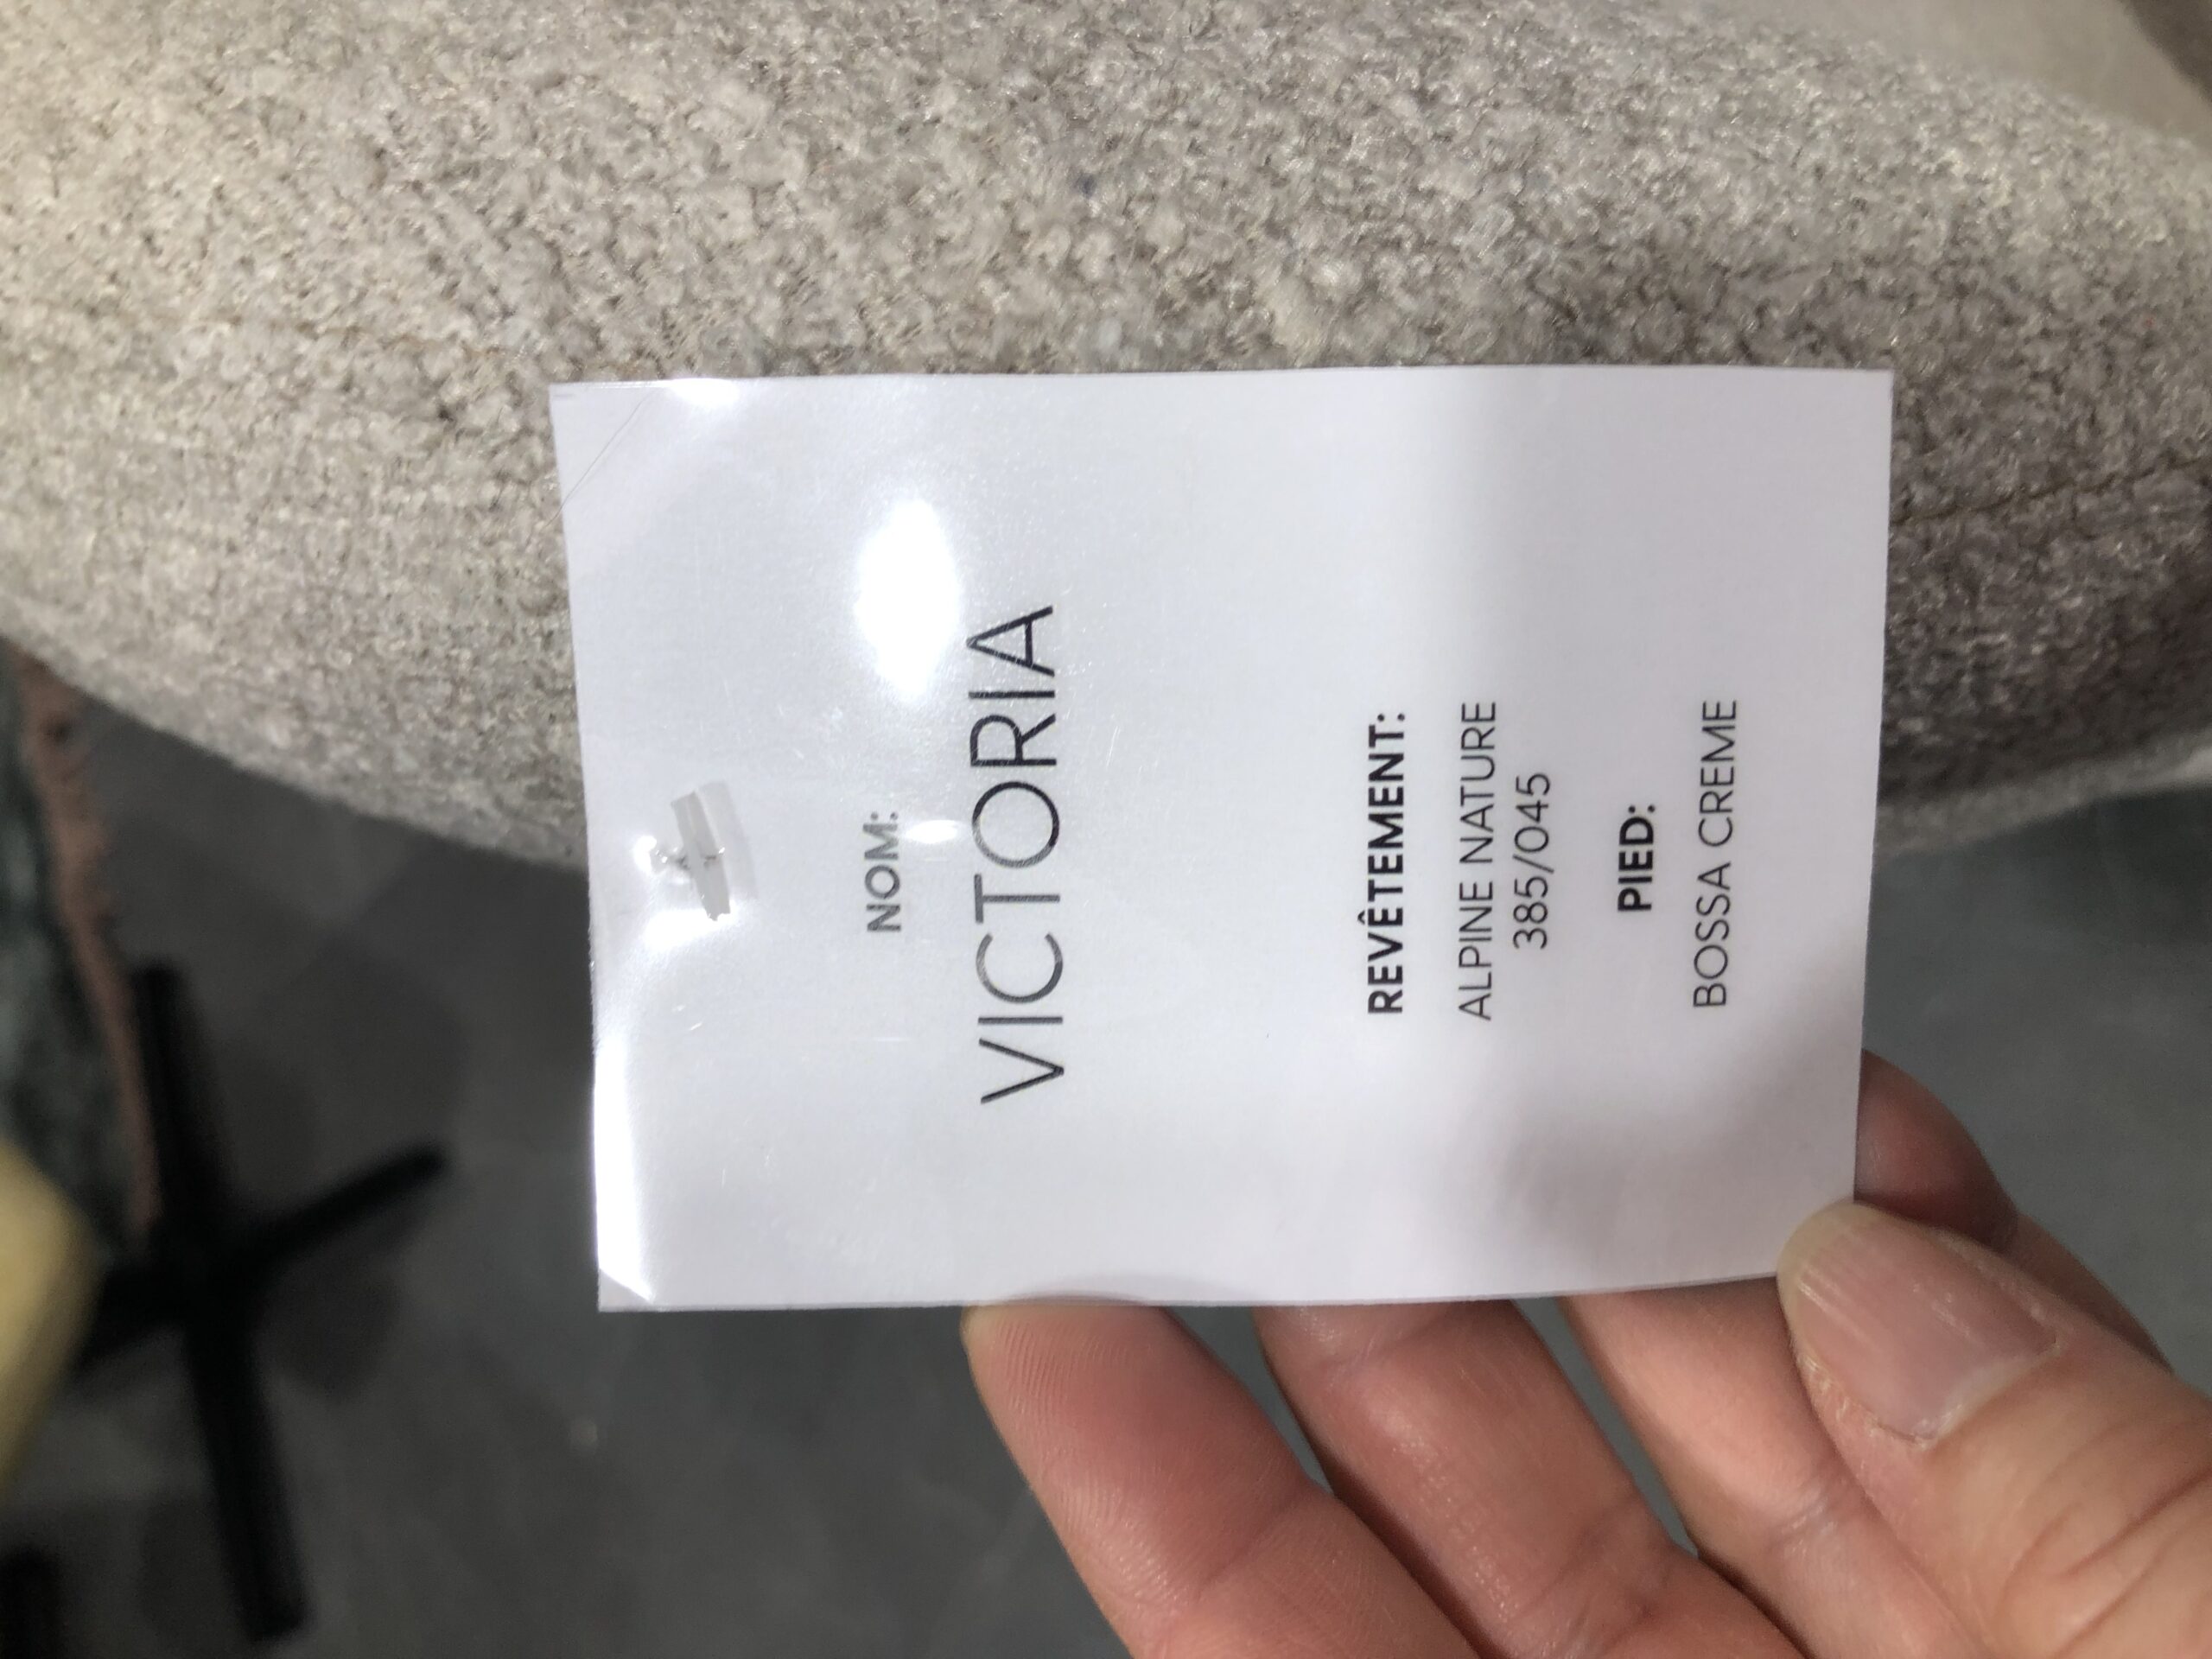 NOM:
VICTORIA
REVÊTEMENT:
ALPINE NATURE
385/045
PIED:
BOSSA CREME